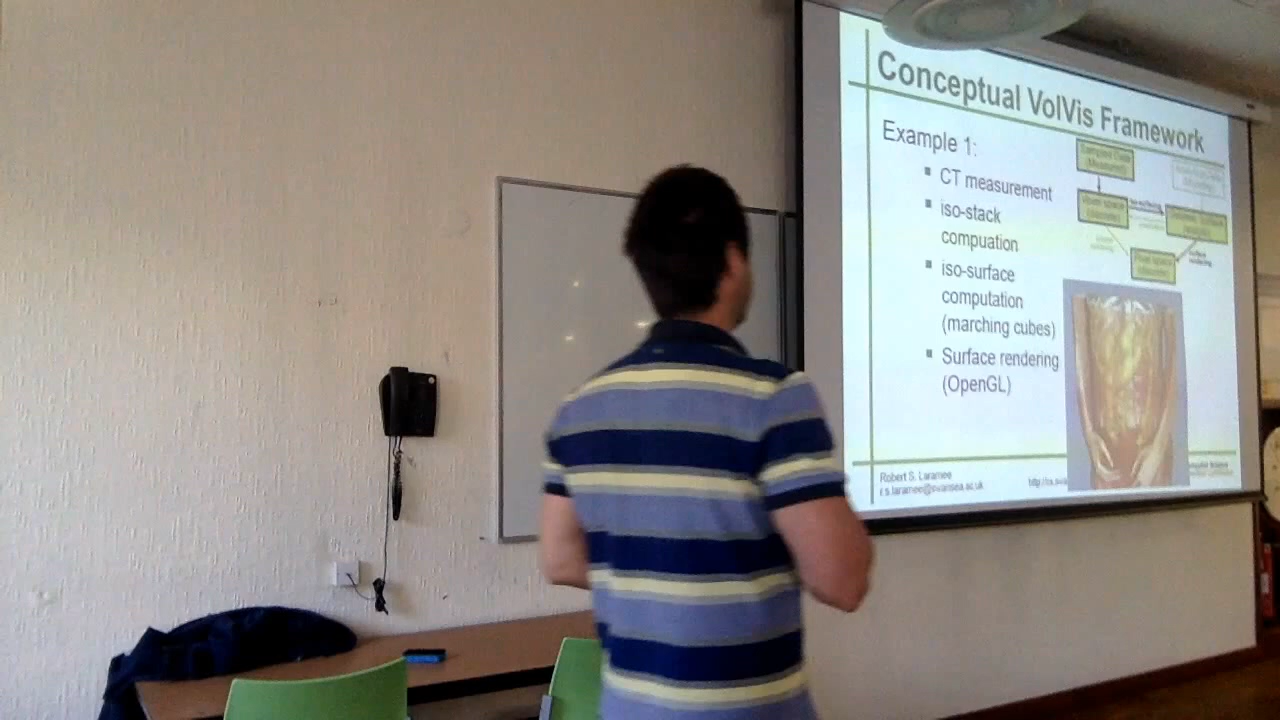 Conceptual VolVis Framework
Example 1:
CT measurement
iso-stack
compuation
iso-surface
computation
(marching cubes)
Surface rendering
(OpenGL)
Robert S. Laramee
r.s.laramee@swansea.ac.uk